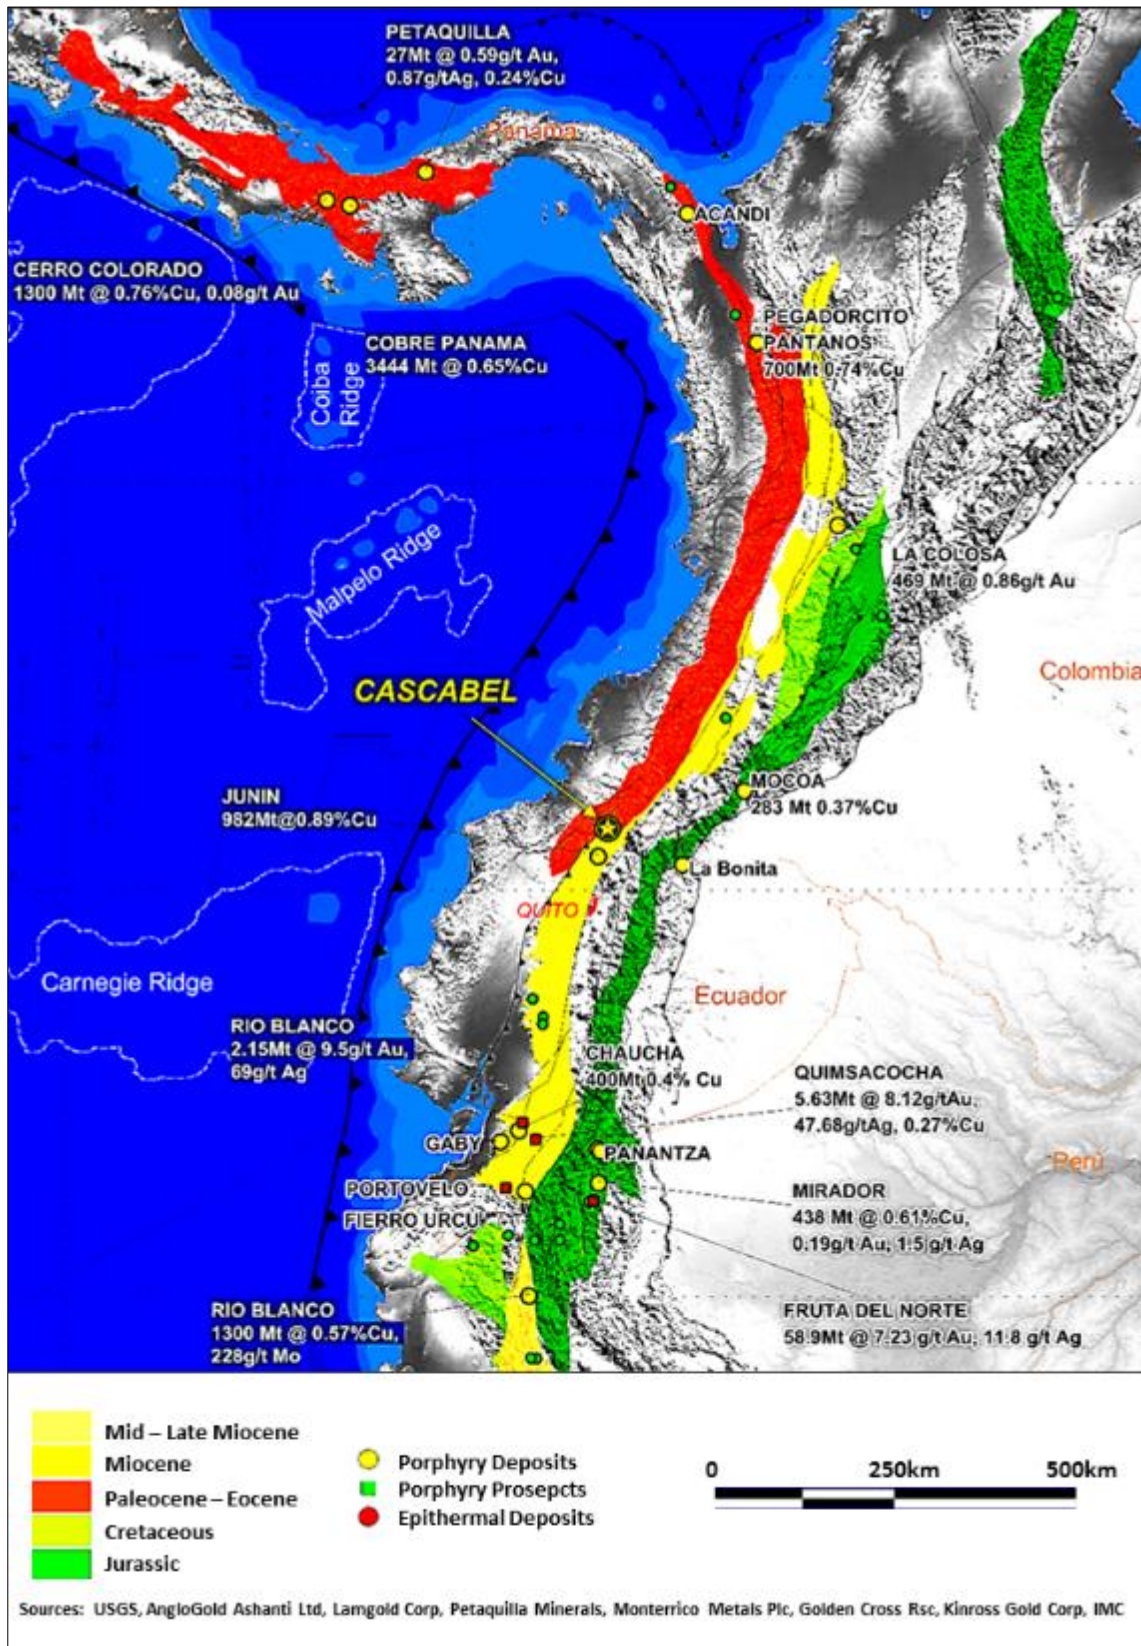 PETAQUILLA
27Mt @ 0.59g/t Au,
0.87g/tAg, 0.24%Cu
Panama
ACANDI
CERRO COLORADO
1300 Mt @ 0.76%Cu, 0.08g/t Au
PEGADORCITO
PANTANOS
700Mt 0.74%Cu
COBRE PANAMA
3444 Mt @ 0.65%Cu
Coiba
Ridge
Malpelo Ridge
LA COLOSA
469 Mt @ 0.86g/t Au
Colombia
CASCABEL
JUNIN
982Mt@0.89%Cu
MOCOA
283 Mt 0.37%Cu
La Bonita
QUITO
Carnegie Ridge
Ecuador
RIO BLANCO
2.15Mt @ 9.5g/t Au,
69g/t Ag
CHAUCHA
400Mt 0.4% Cu
QUIMSACOCHA
5.63Mt @ 8.12g/tAu,
47.68g/tAg, 0.27%Cu
GABY
PANANTZA
Perú
PORTOVELO
MIRADOR
438 Mt @ 0.61%Cu,
0.19g/t Au, 1.5 g/t Ag
FIERRO URCU
RIO BLANCO
1300 Mt @ 0.57%Cu,
228g/t Mo
FRUTA DEL NORTE
58.9Mt @ 7.23 g/t Au, 11.8 g/t Ag
Mid – Late Miocene
Miocene
Paleocene – Eocene
Cretaceous
Jurassic
Porphyry Deposits
Porphyry Prosepcts
Epithermal Deposits
0 250km 500km
Sources: USGS, AngloGold Ashanti Ltd, Lamgold Corp, Petaquilla Minerals, Monterrico Metals Plc, Golden Cross Rsc, Kinross Gold Corp, IMC